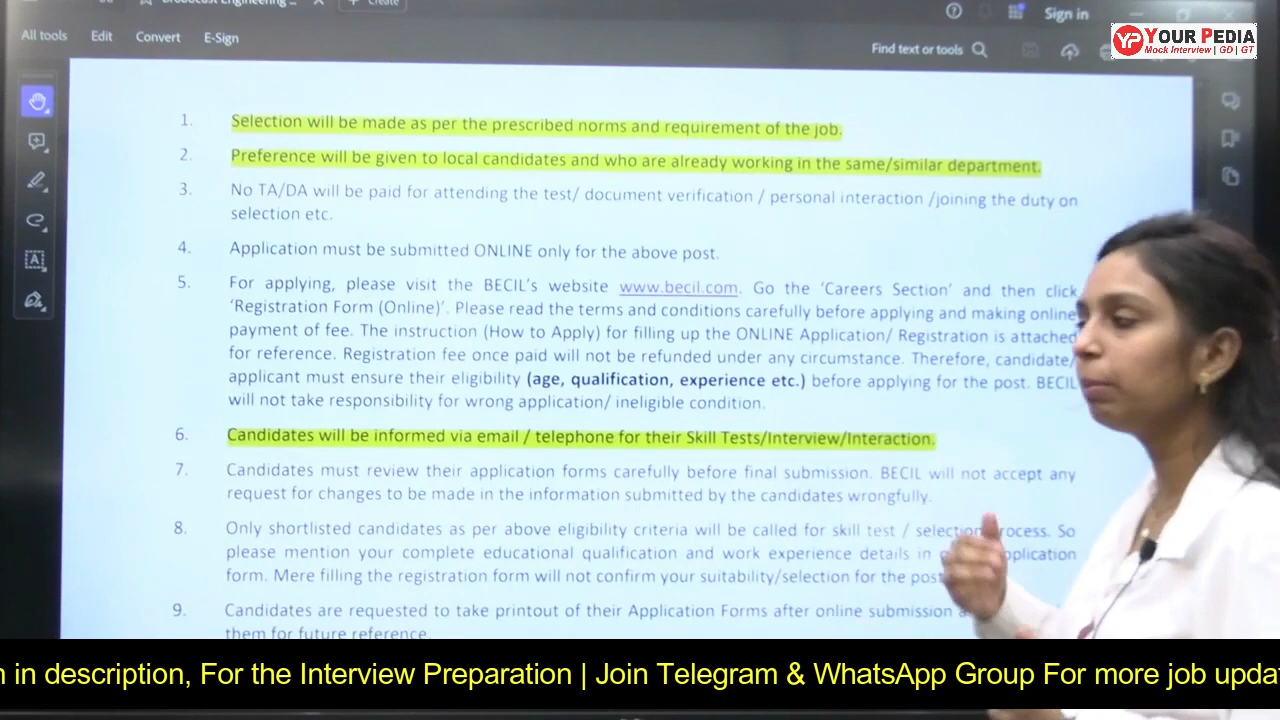 Broadcast Engineering ...
Create
Sign in
All tools Edit Convert E-Sign
Find text or tools
YP YOUR PEDIA
Mock Interview | GD | GT
1. Selection will be made as per the prescribed norms and requirement of the job.
2. Preference will be given to local candidates and who are already working in the same/similar department.
3. No TA/DA will be paid for attending the test/ document verification / personal interaction /joining the duty on
selection etc.
4. Application must be submitted ONLINE only for the above post.
5. For applying, please visit the BECIL's website www.becil.com. Go the 'Careers Section' and then click
'Registration Form (Online)'. Please read the terms and conditions carefully before applying and making online
payment of fee. The instruction (How to Apply) for filling up the ONLINE Application/ Registration is attached
for reference. Registration fee once paid will not be refunded under any circumstance. Therefore, candidate/
applicant must ensure their eligibility (age, qualification, experience etc.) before applying for the post. BECIL
will not take responsibility for wrong application/ ineligible condition.
6. Candidates will be informed via email / telephone for their Skill Tests/Interview/Interaction.
7. Candidates must review their application forms carefully before final submission. BECIL will not accept any
request for changes to be made in the information submitted by the candidates wrongfully.
8. Only shortlisted candidates as per above eligibility criteria will be called for skill test / selection process. So
please mention your complete educational qualification and work experience details in application
form. Mere filling the registration form will not confirm your suitability/selection for the post
9. Candidates are requested to take printout of their Application Forms after online submission
them for future reference.
n in description, For the Interview Preparation | Join Telegram & WhatsApp Group For more job upda